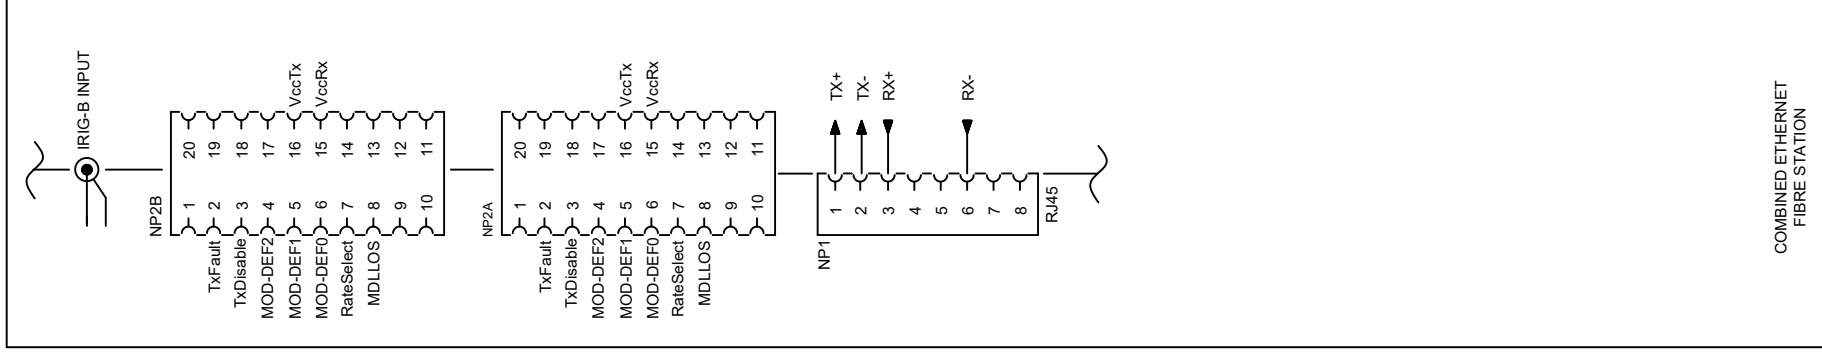 IRIG-B INPUT
NP2B
20 19 18 17 16 15 14 13 12 11
1 2 3 4 5 6 7 8 9 10
VccTx
VccRx
TxFault
TxDisable
MOD-DEF2
MOD-DEF1
MOD-DEF0
RateSelect
MDLLOS
NP2A
20 19 18 17 16 15 14 13 12 11
1 2 3 4 5 6 7 8 9 10
VccTx
VccRx
TxFault
TxDisable
MOD-DEF2
MOD-DEF1
MOD-DEF0
RateSelect
MDLLOS
NP1
1 2 3 4 5 6 7 8
TX+
TX-
RX+
RX-
RJ45
COMBINED ETHERNET
FIBRE STATION